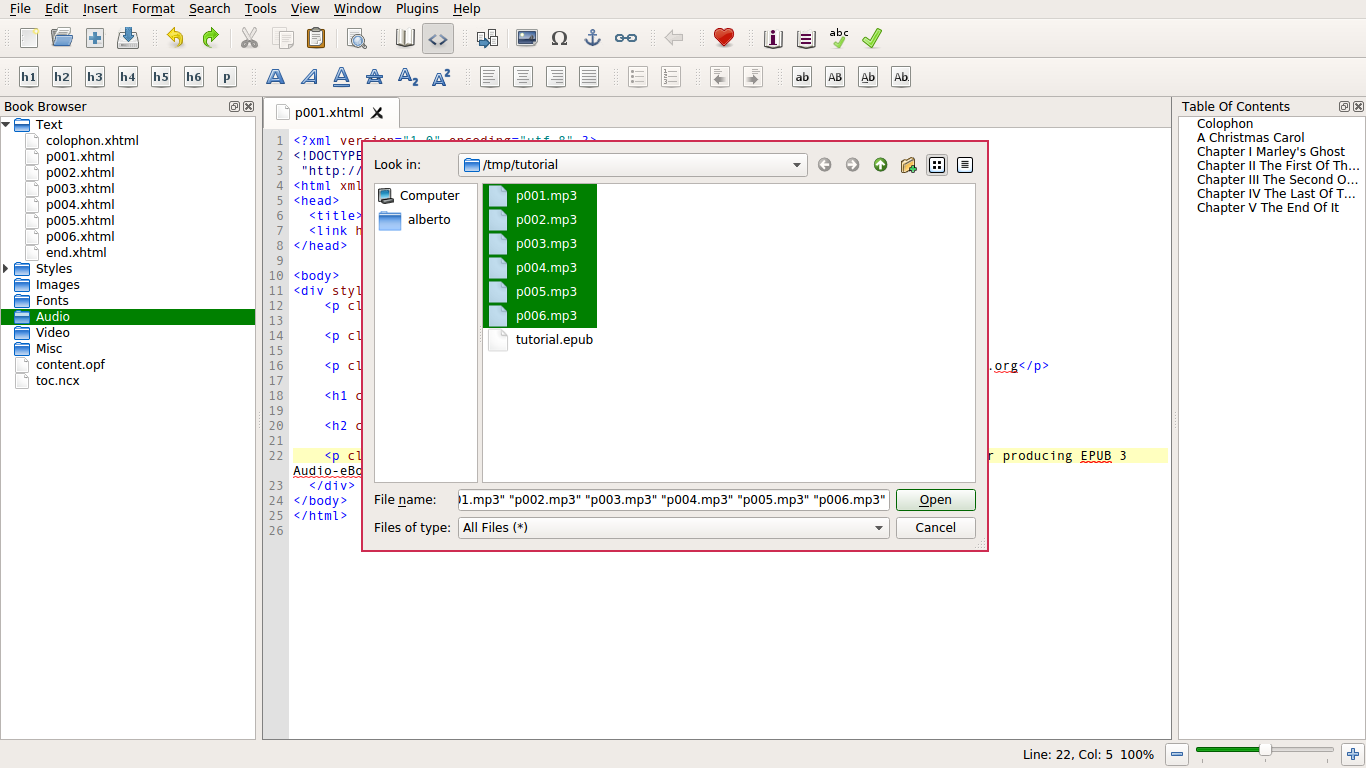 File Edit Insert Format Search Tools View Window Plugins Help
abc
h1 h2 h3 h4 h5 h6 p A A A A A2 A2 ab AB Ab Ab
Book Browser
Text
colophon.xhtml
p001.xhtml
p002.xhtml
p003.xhtml
p004.xhtml
p005.xhtml
p006.xhtml
end.xhtml
Styles
Images
Fonts
Audio
Video
Misc
content.opf
toc.ncx
p001.xhtml
1 <?xml version="1.0" encoding="utf-8" ?>
2 <!DOCTYPE
3 "http://
4 <html xml
5 <head>
6 <title>
7 <link h
8 </head>
9
10 <body>
11 <div styl
12 <p cl
13
14 <p cl
15
16 <p cl .org</p>
17
18 <h1 c
19
20 <h2 c
21
22 <p cl r producing EPUB 3
Audio-eBo
23 </div>
24 </body>
25 </html>
26
Look in: /tmp/tutorial
Computer
alberto
p001.mp3
p002.mp3
p003.mp3
p004.mp3
p005.mp3
p006.mp3
tutorial.epub
File name: 01.mp3" "p002.mp3" "p003.mp3" "p004.mp3" "p005.mp3" "p006.mp3" Open
Files of type: All Files (*) Cancel
Table Of Contents
Colophon
A Christmas Carol
Chapter I Marley's Ghost
Chapter II The First Of Th...
Chapter III The Second O...
Chapter IV The Last Of T...
Chapter V The End Of It
Line: 22, Col: 5 100%